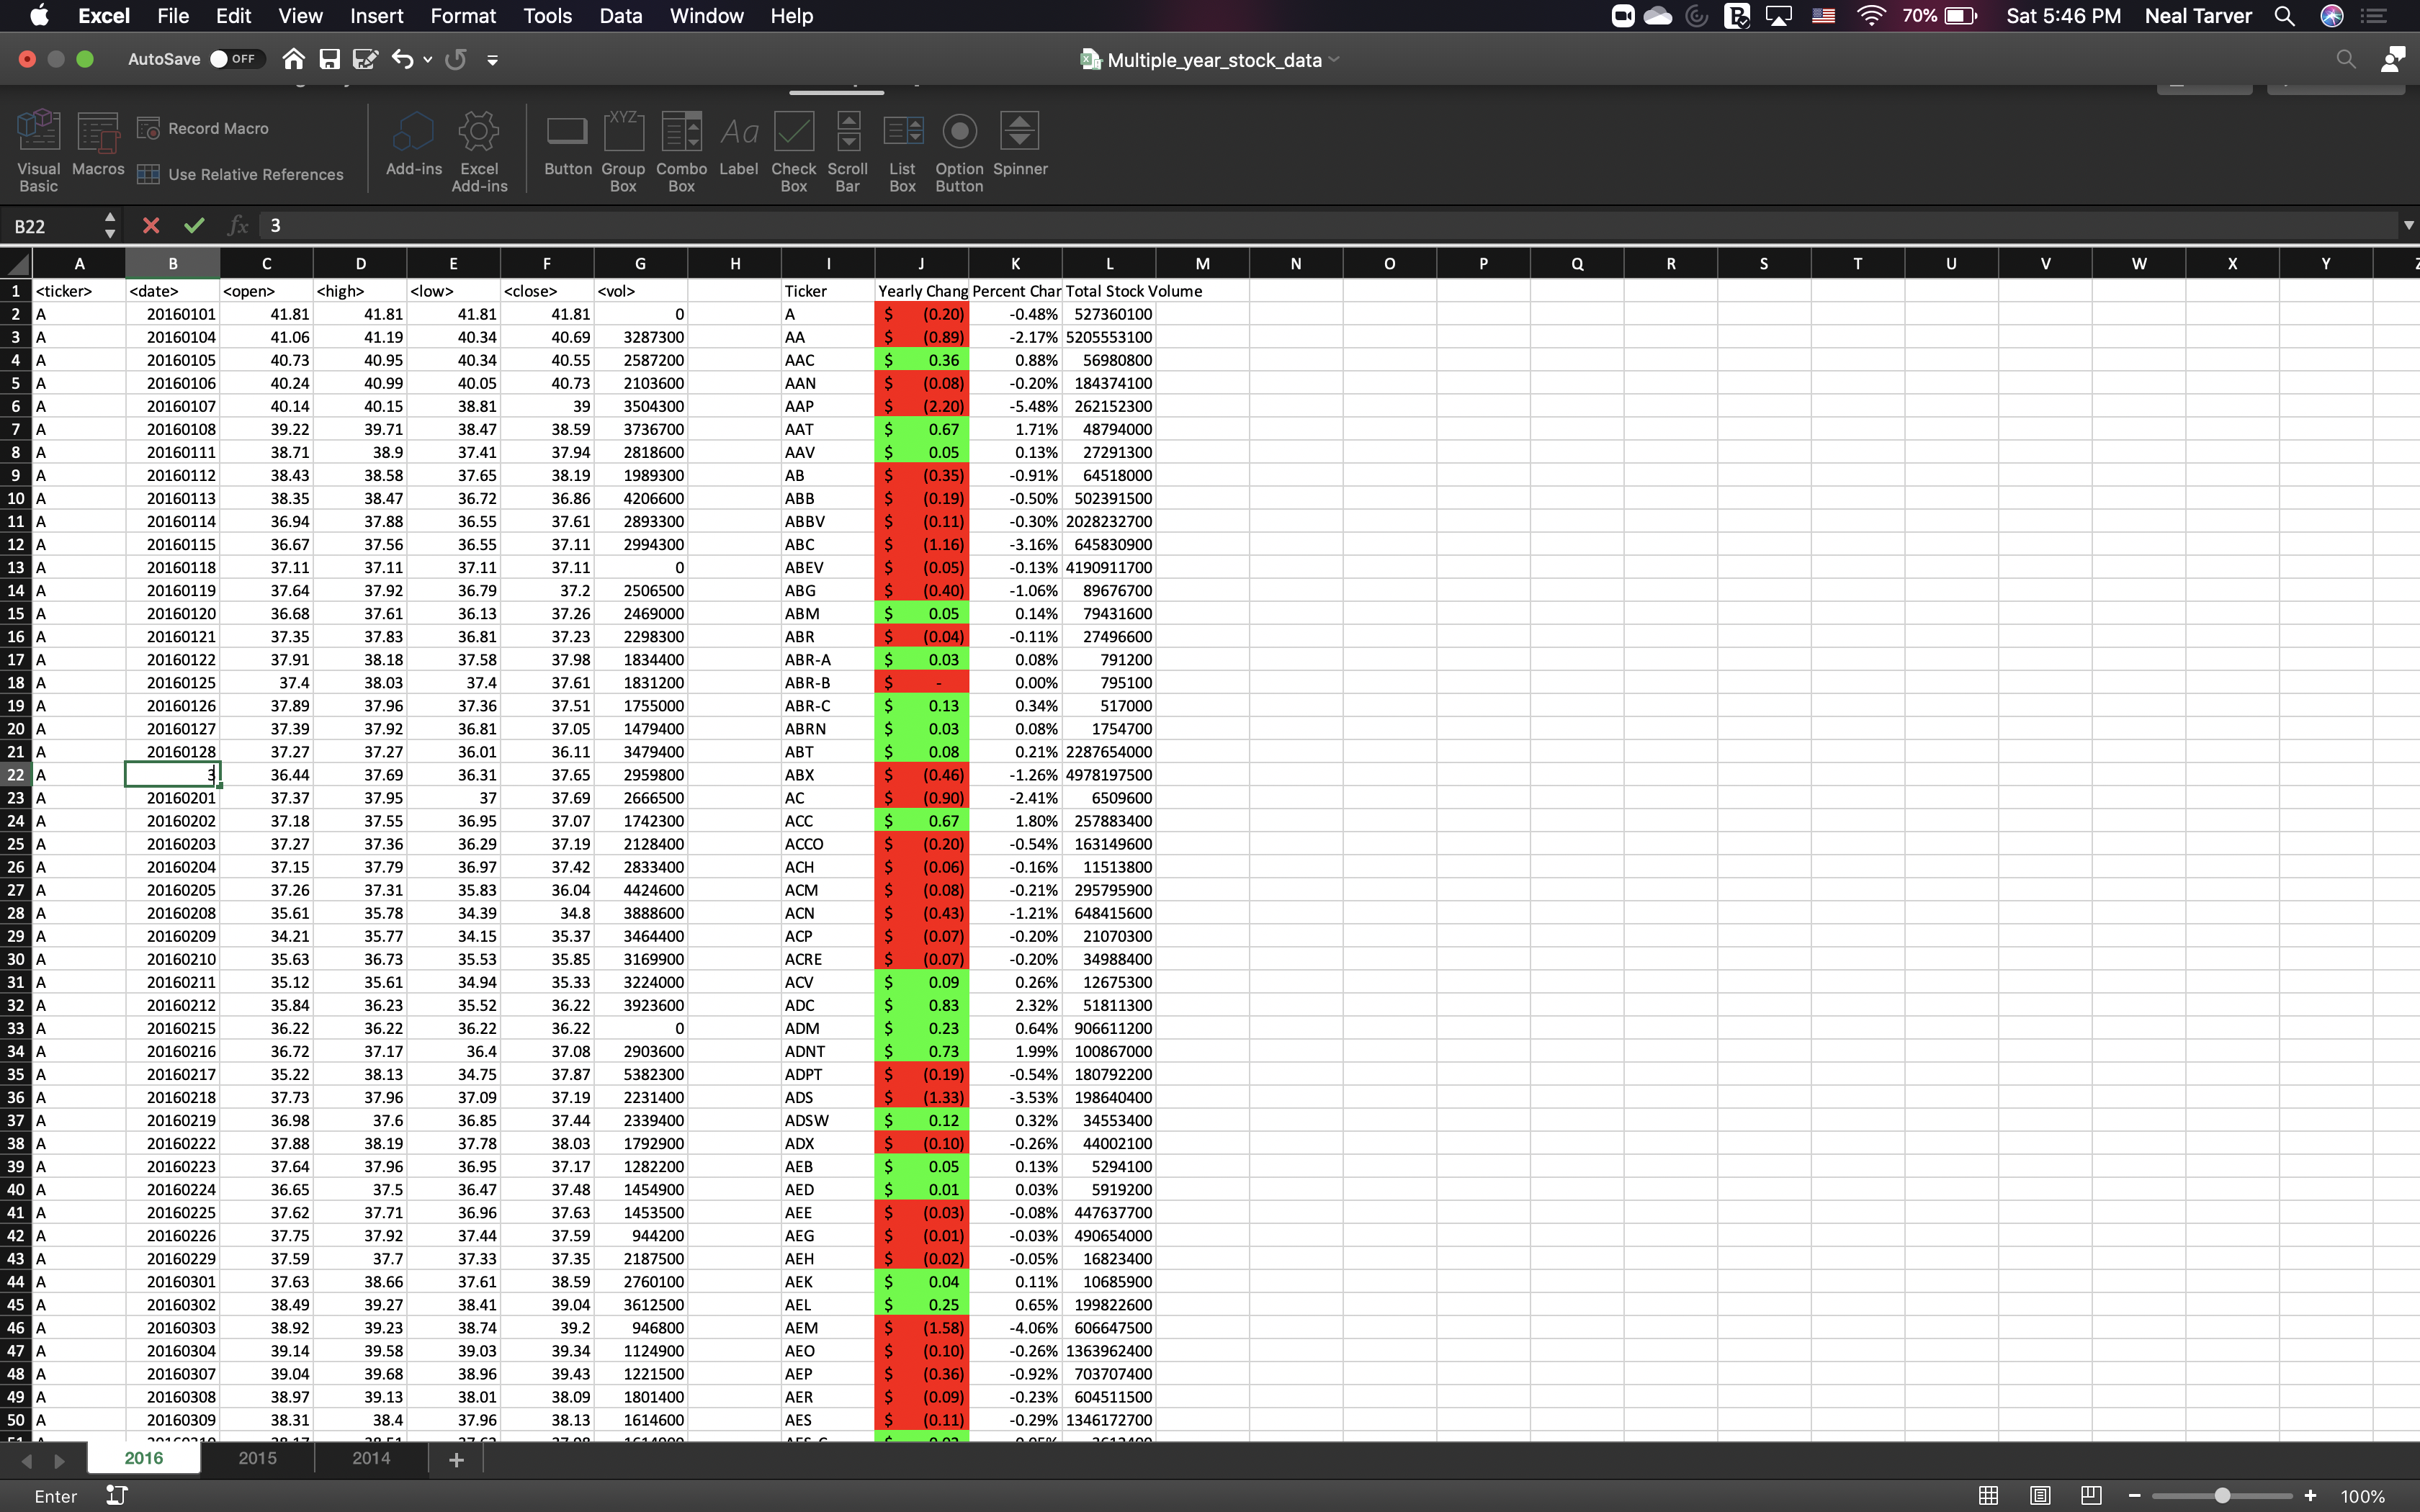 Excel File Edit View Insert Format Tools Data Window Help 70% Sat 5:46 PM Neal Tarver
AutoSave OFF Multiple_year_stock_data
Record Macro
Use Relative References
Visual Basic Macros Add-ins Excel Add-ins Button Group Box Combo Box Label Check Box Scroll Bar List Box Option Button Spinner
B22 fx 3
A B C D E F G H I J K L M N O P Q R S T U V W X Y
1 <ticker> <date> <open> <high> <low> <close> <vol> Ticker Yearly Chang Percent Char Total Stock Volume
2 A 20160101 41.81 41.81 41.81 41.81 0 A $ (0.20) -0.48% 527360100
3 A 20160104 41.06 41.19 40.34 40.69 3287300 AA $ (0.89) -2.17% 5205553100
4 A 20160105 40.73 40.95 40.34 40.55 2587200 AAC $ 0.36 0.88% 56980800
5 A 20160106 40.24 40.99 40.05 40.73 2103600 AAN $ (0.08) -0.20% 184374100
6 A 20160107 40.14 40.15 38.81 39 3504300 AAP $ (2.20) -5.48% 262152300
7 A 20160108 39.22 39.71 38.47 38.59 3736700 AAT $ 0.67 1.71% 48794000
8 A 20160111 38.71 38.9 37.41 37.94 2818600 AAV $ 0.05 0.13% 27291300
9 A 20160112 38.43 38.58 37.65 38.19 1989300 AB $ (0.35) -0.91% 64518000
10 A 20160113 38.35 38.47 36.72 36.86 4206600 ABB $ (0.19) -0.50% 502391500
11 A 20160114 36.94 37.88 36.55 37.61 2893300 ABBV $ (0.11) -0.30% 2028232700
12 A 20160115 36.67 37.56 36.55 37.11 2994300 ABC $ (1.16) -3.16% 645830900
13 A 20160118 37.11 37.11 37.11 37.11 0 ABEV $ (0.05) -0.13% 4190911700
14 A 20160119 37.64 37.92 36.79 37.2 2506500 ABG $ (0.40) -1.06% 89676700
15 A 20160120 36.68 37.61 36.13 37.26 2469000 ABM $ 0.05 0.14% 79431600
16 A 20160121 37.35 37.83 36.81 37.23 2298300 ABR $ (0.04) -0.11% 27496600
17 A 20160122 37.91 38.18 37.58 37.98 1834400 ABR-A $ 0.03 0.08% 791200
18 A 20160125 37.4 38.03 37.4 37.61 1831200 ABR-B $ - 0.00% 795100
19 A 20160126 37.89 37.96 37.36 37.51 1755000 ABR-C $ 0.13 0.34% 517000
20 A 20160127 37.39 37.92 36.81 37.05 1479400 ABRN $ 0.03 0.08% 1754700
21 A 20160128 37.27 37.27 36.01 36.11 3479400 ABT $ 0.08 0.21% 2287654000
22 A 3 36.44 37.69 36.31 37.65 2959800 ABX $ (0.46) -1.26% 4978197500
23 A 20160201 37.37 37.95 37 37.69 2666500 AC $ (0.90) -2.41% 6509600
24 A 20160202 37.18 37.55 36.95 37.07 1742300 ACC $ 0.67 1.80% 257883400
25 A 20160203 37.27 37.36 36.29 37.19 2128400 ACCO $ (0.20) -0.54% 163149600
26 A 20160204 37.15 37.79 36.97 37.42 2833400 ACH $ (0.06) -0.16% 11513800
27 A 20160205 37.26 37.31 35.83 36.04 4424600 ACM $ (0.08) -0.21% 295795900
28 A 20160208 35.61 35.78 34.39 34.8 3888600 ACN $ (0.43) -1.21% 648415600
29 A 20160209 34.21 35.77 34.15 35.37 3464400 ACP $ (0.07) -0.20% 21070300
30 A 20160210 35.63 36.73 35.53 35.85 3169900 ACRE $ (0.07) -0.20% 34988400
31 A 20160211 35.12 35.61 34.94 35.33 3224000 ACV $ 0.09 0.26% 12675300
32 A 20160212 35.84 36.23 35.52 36.22 3923600 ADC $ 0.83 2.32% 51811300
33 A 20160215 36.22 36.22 36.22 36.22 0 ADM $ 0.23 0.64% 906611200
34 A 20160216 36.72 37.17 36.4 37.08 2903600 ADNT $ 0.73 1.99% 100867000
35 A 20160217 35.22 38.13 34.75 37.87 5382300 ADPT $ (0.19) -0.54% 180792200
36 A 20160218 37.73 37.96 37.09 37.19 2231400 ADS $ (1.33) -3.53% 198640400
37 A 20160219 36.98 37.6 36.85 37.44 2339400 ADSW $ 0.12 0.32% 34553400
38 A 20160222 37.88 38.19 37.78 38.03 1792900 ADX $ (0.10) -0.26% 44002100
39 A 20160223 37.64 37.96 36.95 37.17 1282200 AEB $ 0.05 0.13% 5294100
40 A 20160224 36.65 37.5 36.47 37.48 1454900 AED $ 0.01 0.03% 5919200
41 A 20160225 37.62 37.71 36.96 37.63 1453500 AEE $ (0.03) -0.08% 447637700
42 A 20160226 37.75 37.92 37.44 37.59 944200 AEG $ (0.01) -0.03% 490654000
43 A 20160229 37.59 37.7 37.33 37.35 2187500 AEH $ (0.02) -0.05% 16823400
44 A 20160301 37.63 38.66 37.61 38.59 2760100 AEK $ 0.04 0.11% 10685900
45 A 20160302 38.49 39.27 38.41 39.04 3612500 AEL $ 0.25 0.65% 199822600
46 A 20160303 38.92 39.23 38.74 39.2 946800 AEM $ (1.58) -4.06% 606647500
47 A 20160304 39.14 39.58 39.03 39.34 1124900 AEO $ (0.10) -0.26% 1363962400
48 A 20160307 39.04 39.68 38.96 39.43 1221500 AEP $ (0.36) -0.92% 703707400
49 A 20160308 38.97 39.13 38.01 38.09 1801400 AER $ (0.09) -0.23% 604511500
50 A 20160309 38.31 38.4 37.96 38.13 1614600 AES $ (0.11) -0.29% 1346172700
2016 2015 2014 +
Enter 100%